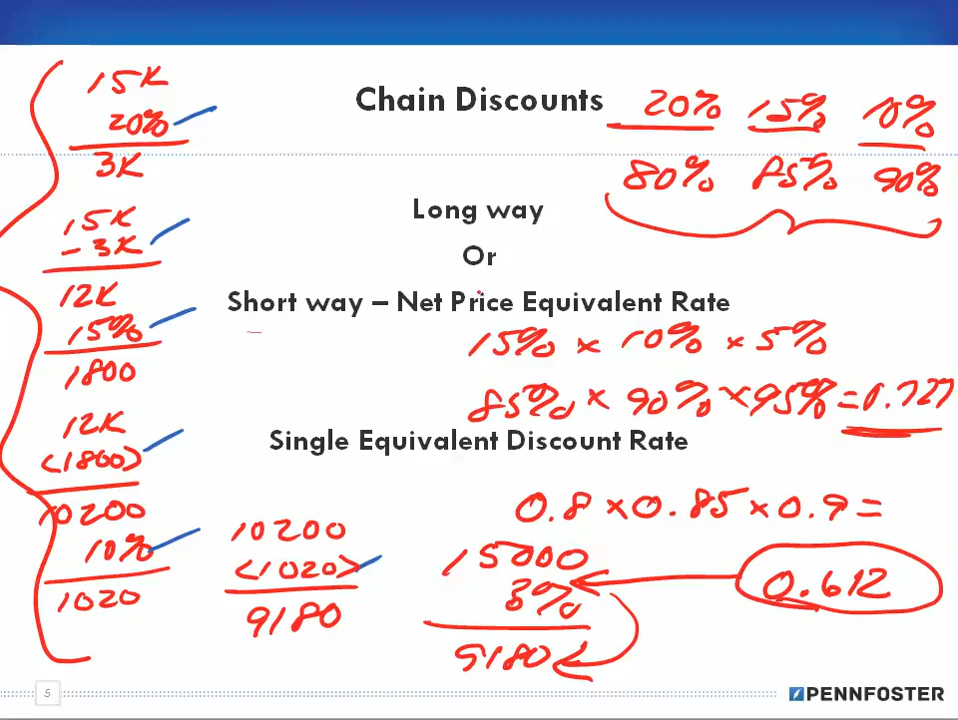 Chain Discounts
20% 15% 10%
80% 85% 90%
15K
20%
3K
15K
- 3K
12K
15%
1800
12K
<1800>
10200
10%
1020
Long way
Or
Short way – Net Price Equivalent Rate
15% × 10% × 5%
85% × 90% × 95% = 0.727
Single Equivalent Discount Rate
0.8 × 0.85 × 0.9 =
0.612
10200
<1020>
9180
15000
9180
5
PENNFOSTER